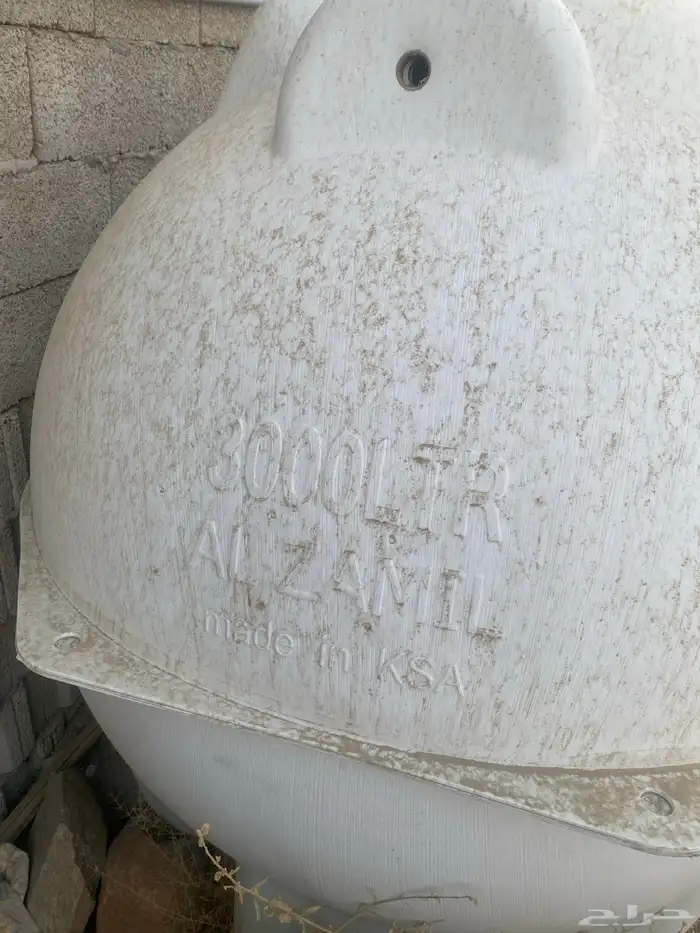 3000LTR
ALZAMIL
made in KSA
حراج